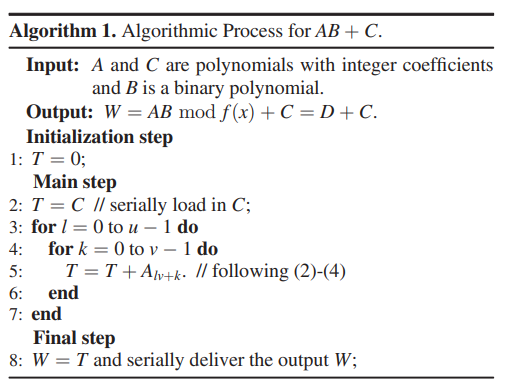 Algorithm 1. Algorithmic Process for AB + C.
Input: A and C are polynomials with integer coefficients
and B is a binary polynomial.
Output: W = AB mod f(x) + C = D + C.
Initialization step
1: T = 0;
Main step
2: T = C // serially load in C;
3: for l = 0 to u − 1 do
4: for k = 0 to v − 1 do
5: T = T + A_{lv+k}. // following (2)-(4)
6: end
7: end
Final step
8: W = T and serially deliver the output W;